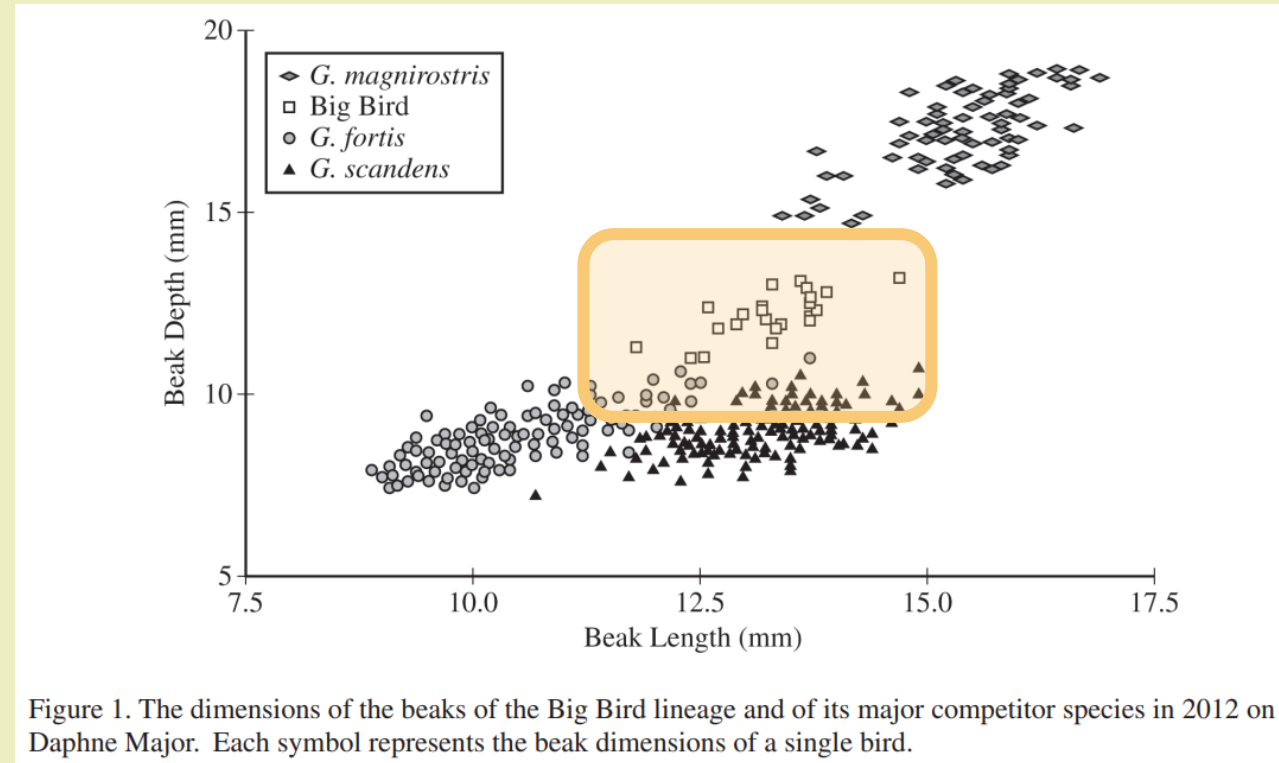 20
G. magnirostris
Big Bird
G. fortis
G. scandens
15
Beak Depth (mm)
10
5
7.5 10.0 12.5 15.0 17.5
Beak Length (mm)
Figure 1. The dimensions of the beaks of the Big Bird lineage and of its major competitor species in 2012 on
Daphne Major. Each symbol represents the beak dimensions of a single bird.